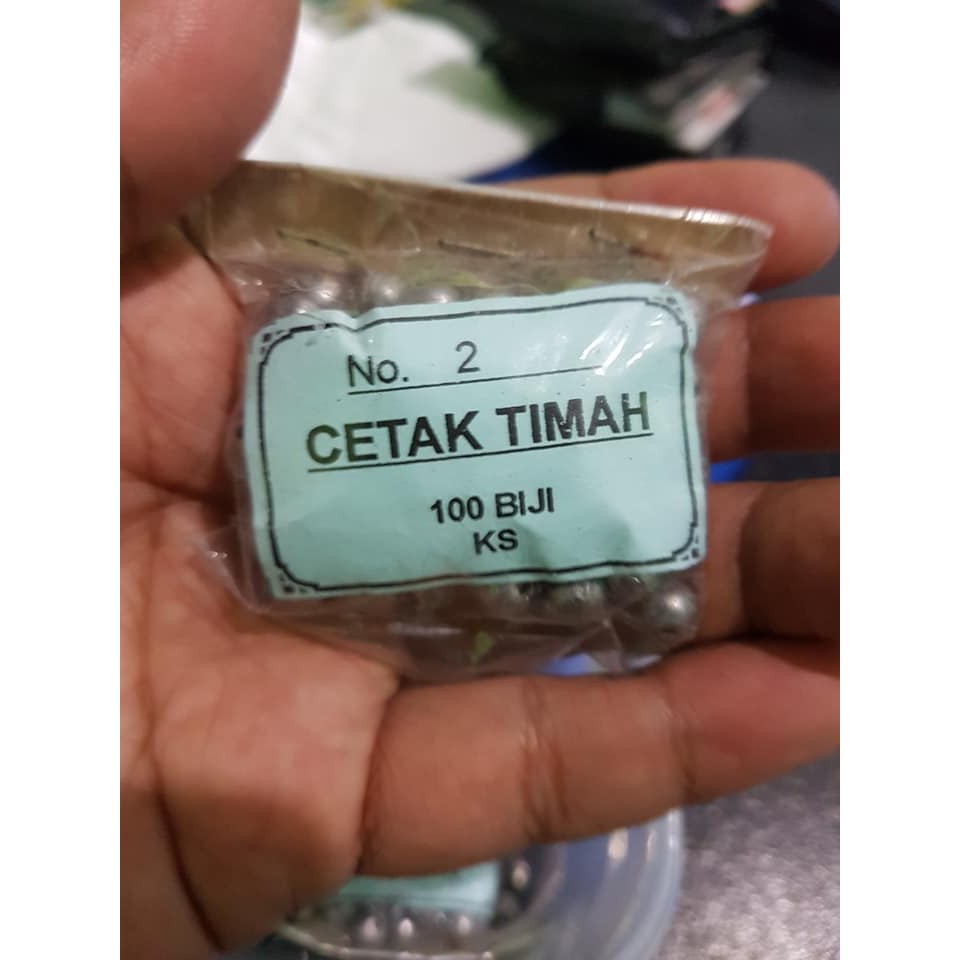 No. 2
CETAK TIMAH
100 BIJI
KS